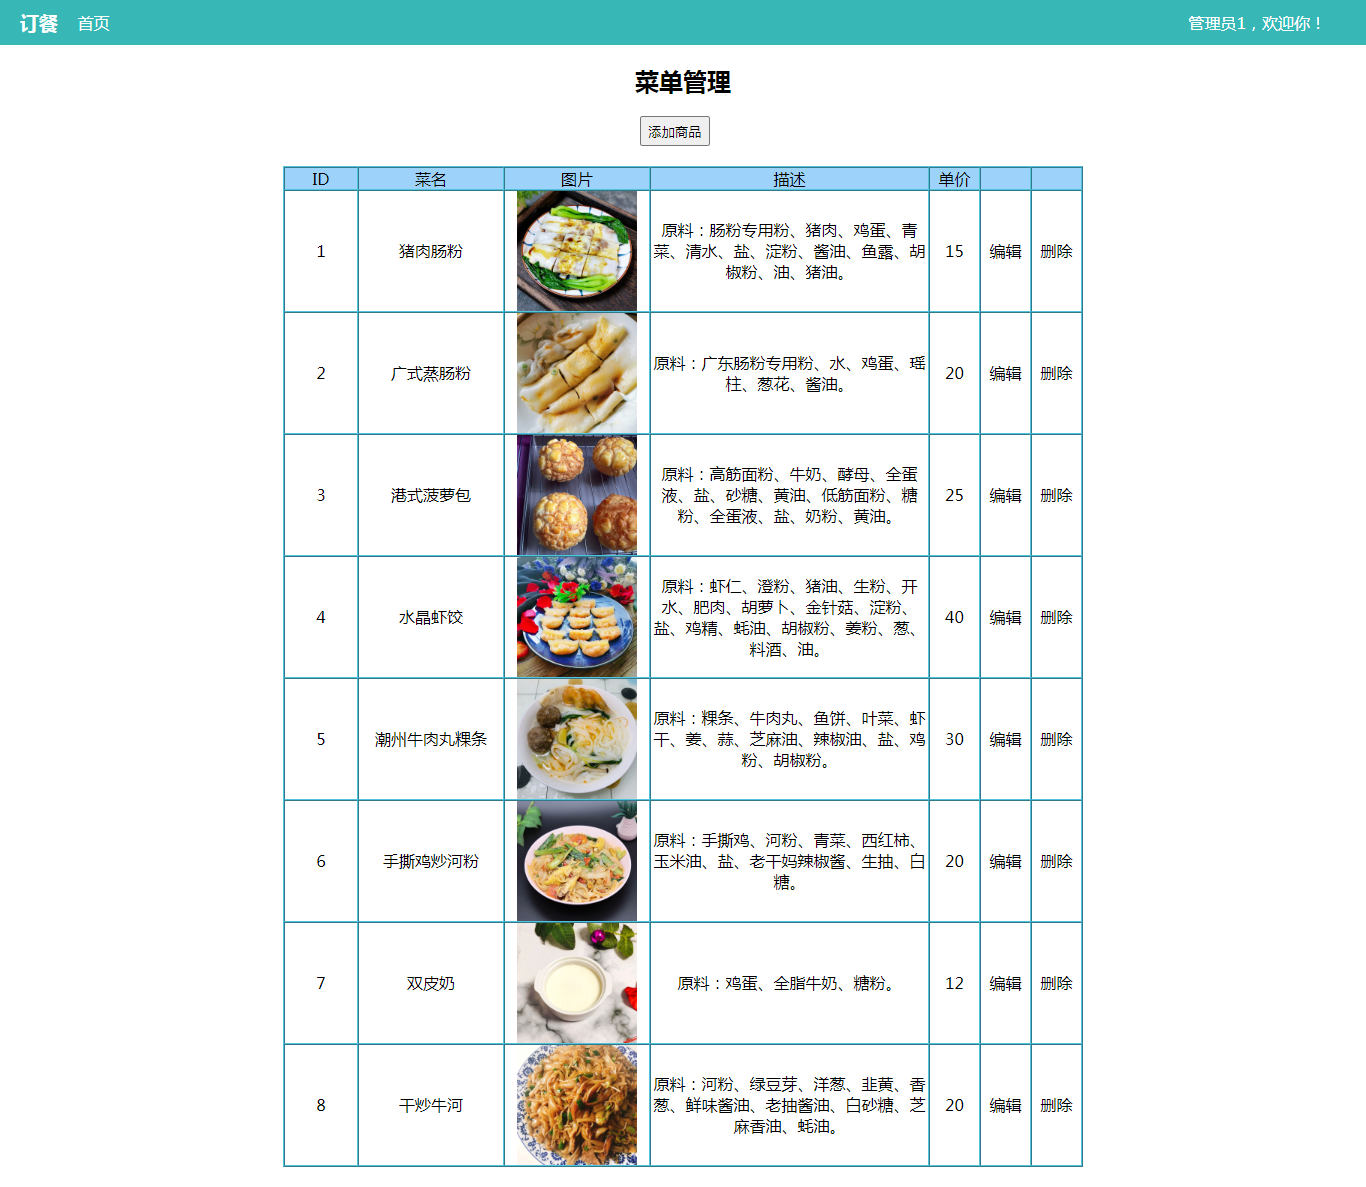 订餐 首页 管理员1，欢迎你！
菜单管理
添加商品
ID 菜名 图片 描述 单价
1 猪肉肠粉 原料：肠粉专用粉、猪肉、鸡蛋、青
菜、清水、盐、淀粉、酱油、鱼露、胡
椒粉、油、猪油。 15 编辑 删除
2 广式蒸肠粉 原料：广东肠粉专用粉、水、鸡蛋、瑶
柱、葱花、酱油。 20 编辑 删除
3 港式菠萝包 原料：高筋面粉、牛奶、酵母、全蛋
液、盐、砂糖、黄油、低筋面粉、糖
粉、全蛋液、盐、奶粉、黄油。 25 编辑 删除
4 水晶虾饺 原料：虾仁、澄粉、猪油、生粉、开
水、肥肉、胡萝卜、金针菇、淀粉、
盐、鸡精、蚝油、胡椒粉、姜粉、葱、
料酒、油。 40 编辑 删除
5 潮州牛肉丸粿条 原料：粿条、牛肉丸、鱼饼、叶菜、虾
干、姜、蒜、芝麻油、辣椒油、盐、鸡
粉、胡椒粉。 30 编辑 删除
6 手撕鸡炒河粉 原料：手撕鸡、河粉、青菜、西红柿、
玉米油、盐、老干妈辣椒酱、生抽、白
糖。 20 编辑 删除
7 双皮奶 原料：鸡蛋、全脂牛奶、糖粉。 12 编辑 删除
8 干炒牛河 原料：河粉、绿豆芽、洋葱、韭黄、香
葱、鲜味酱油、老抽酱油、白砂糖、芝
麻香油、蚝油。 20 编辑 删除